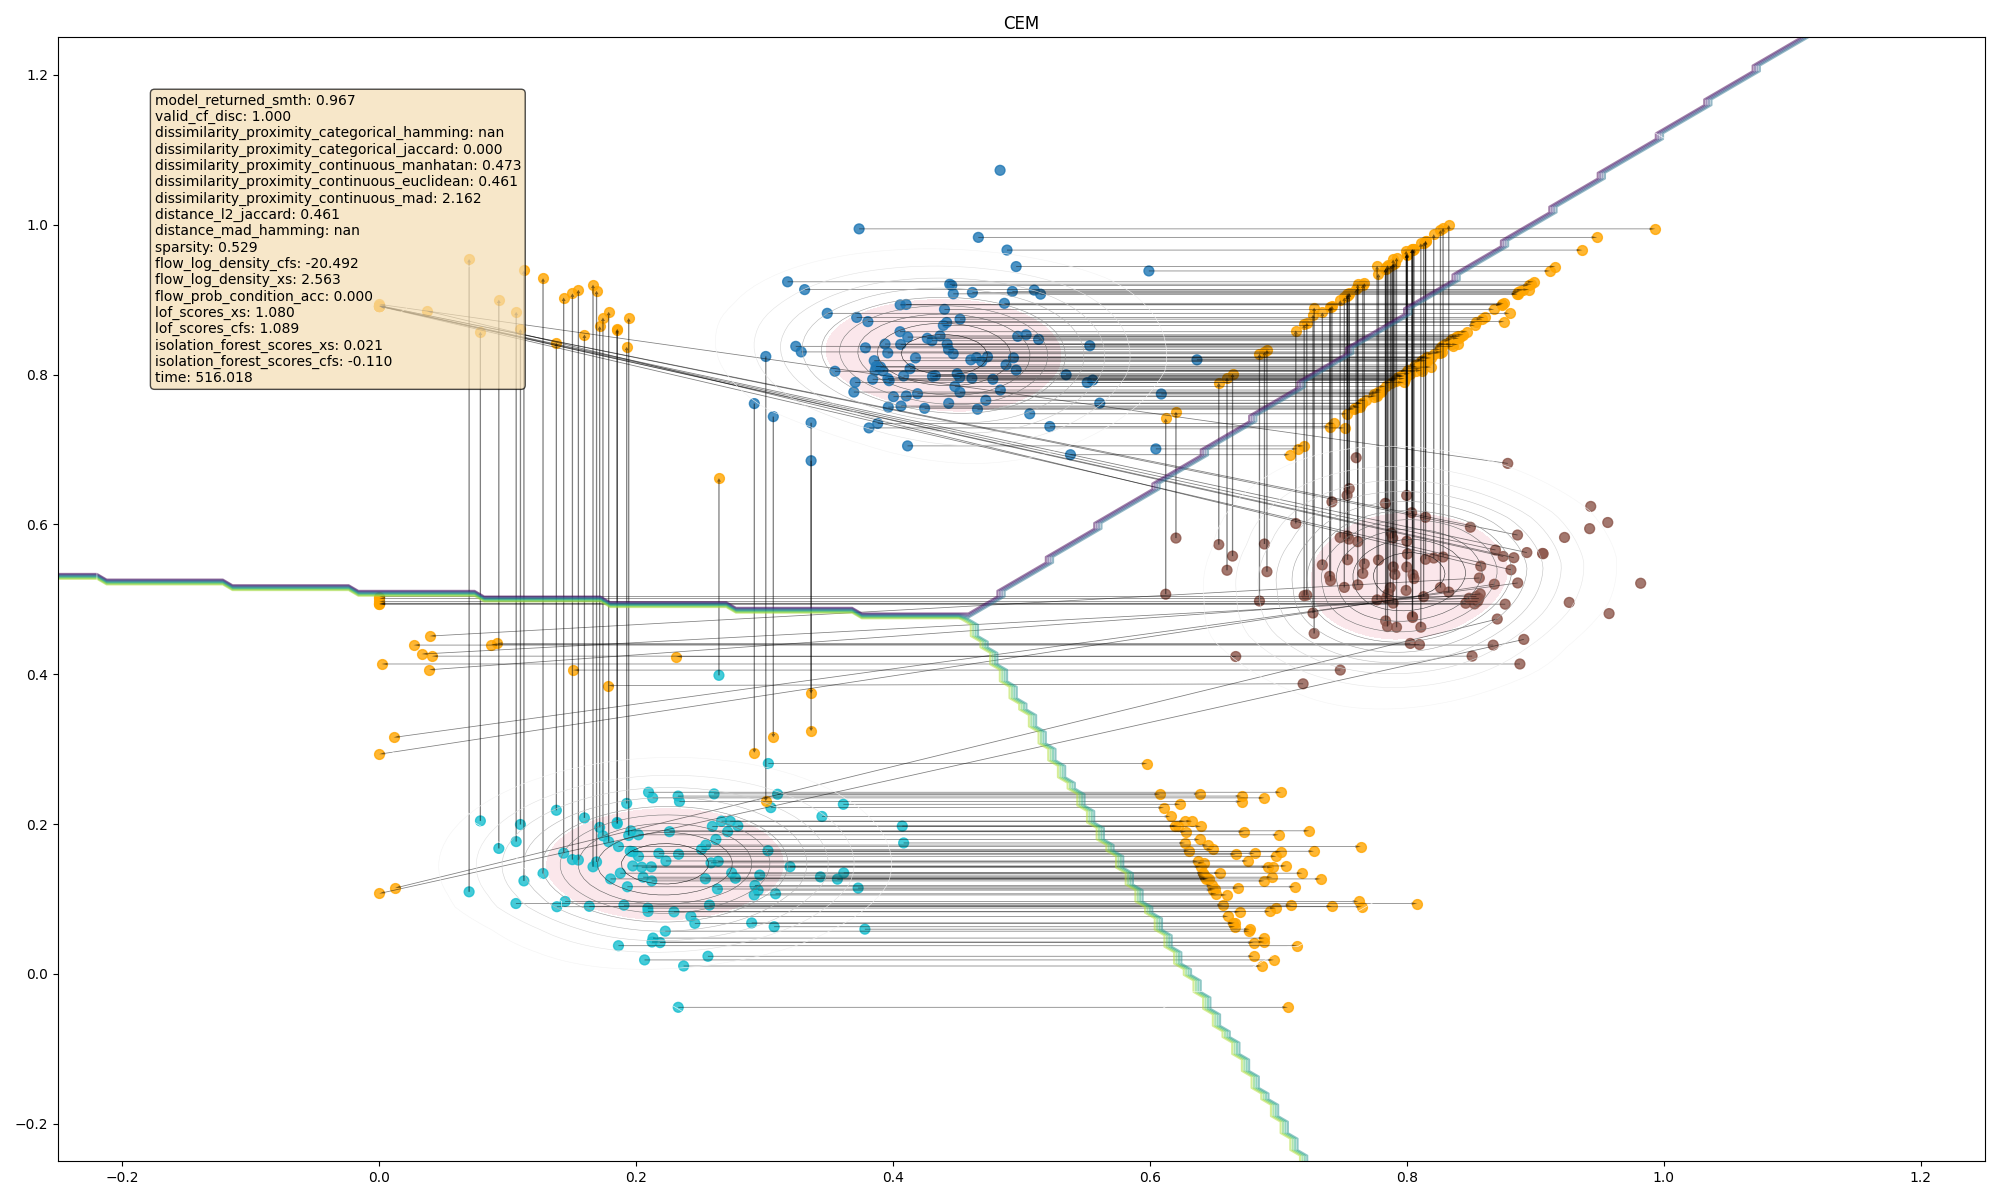 CEM
1.2
1.0
0.8
0.6
0.4
0.2
0.0
−0.2
model_returned_smth: 0.967
valid_cf_disc: 1.000
dissimilarity_proximity_categorical_hamming: nan
dissimilarity_proximity_categorical_jaccard: 0.000
dissimilarity_proximity_continuous_manhatan: 0.473
dissimilarity_proximity_continuous_euclidean: 0.461
dissimilarity_proximity_continuous_mad: 2.162
distance_l2_jaccard: 0.461
distance_mad_hamming: nan
sparsity: 0.529
flow_log_density_cfs: -20.492
flow_log_density_xs: 2.563
flow_prob_condition_acc: 0.000
lof_scores_xs: 1.080
lof_scores_cfs: 1.089
isolation_forest_scores_xs: 0.021
isolation_forest_scores_cfs: -0.110
time: 516.018
−0.2
0.0
0.2
0.4
0.6
0.8
1.0
1.2